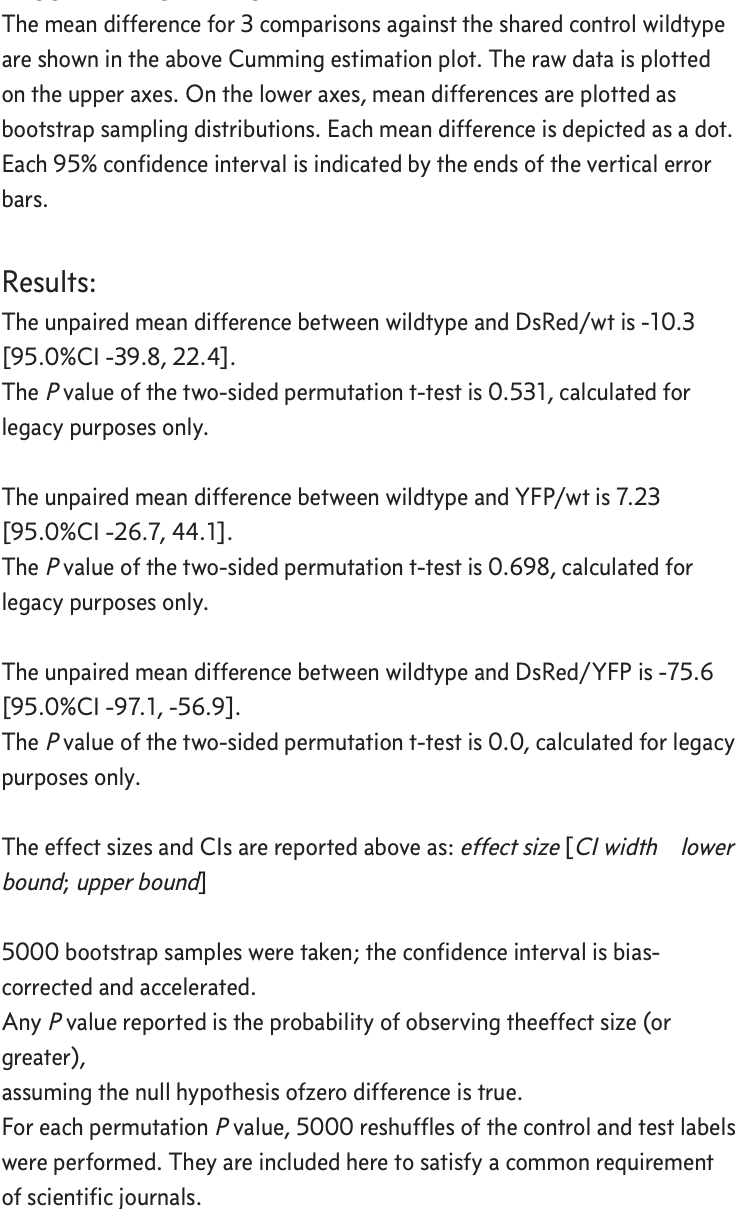 The mean difference for 3 comparisons against the shared control wildtype
are shown in the above Cumming estimation plot. The raw data is plotted
on the upper axes. On the lower axes, mean differences are plotted as
bootstrap sampling distributions. Each mean difference is depicted as a dot.
Each 95% confidence interval is indicated by the ends of the vertical error
bars.
Results:
The unpaired mean difference between wildtype and DsRed/wt is -10.3
[95.0%CI -39.8, 22.4].
The P value of the two-sided permutation t-test is 0.531, calculated for
legacy purposes only.
The unpaired mean difference between wildtype and YFP/wt is 7.23
[95.0%CI -26.7, 44.1].
The P value of the two-sided permutation t-test is 0.698, calculated for
legacy purposes only.
The unpaired mean difference between wildtype and DsRed/YFP is -75.6
[95.0%CI -97.1, -56.9].
The P value of the two-sided permutation t-test is 0.0, calculated for legacy
purposes only.
The effect sizes and CIs are reported above as: effect size [CI width lower
bound; upper bound]
5000 bootstrap samples were taken; the confidence interval is bias-
corrected and accelerated.
Any P value reported is the probability of observing theeffect size (or
greater),
assuming the null hypothesis ofzero difference is true.
For each permutation P value, 5000 reshuffles of the control and test labels
were performed. They are included here to satisfy a common requirement
of scientific journals.